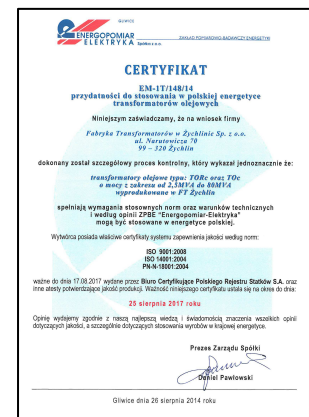 GLIWICE
ENERGOPOMIAR
ELEKTRYKA Spółka z o.o.
ZAKŁAD POMIAROWO-BADAWCZY ENERGETYKI
CERTYFIKAT
EM-1T/148/14
przydatności do stosowania w polskiej energetyce
transformatorów olejowych
Niniejszym zaświadczamy, że na wniosek firmy
Fabryka Transformatorów w Żychlinie Sp. z o.o.
ul. Narutowicza 70
99 – 320 Żychlin
dokonany został szczegółowy proces kontrolny, który wykazał jednoznacznie że:
transformatory olejowe typu: TORc oraz TOc
o mocy z zakresu od 2,5MVA do 80MVA
wyprodukowane w FT Żychlin
spełniają wymagania stosownych norm oraz warunków technicznych
i według opinii ZPBE "Energopomiar-Elektryka"
mogą być stosowane w energetyce polskiej.
Wytwórca posiada właściwe certyfikaty systemu zapewnienia jakości według norm:
ISO 9001:2008
ISO 14001:2004
PN-N-18001:2004
ważne do dnia 17.08.2017 wydane przez Biuro Certyfikujące Polskiego Rejestru Statków S.A. oraz
inne atesty potwierdzające jakość produkcji. Ważność niniejszego certyfikatu ustala się na okres do dnia:
25 sierpnia 2017 roku
Opinię wydajemy zgodnie z naszą najlepszą wiedzą i świadomością znaczenia wszelkich opinii
dotyczących jakości, a szczególnie dotyczących stosowania wyrobów w krajowej energetyce.
Prezes Zarządu Spółki
Daniel Pawłowski
Gliwice dnia 26 sierpnia 2014 roku